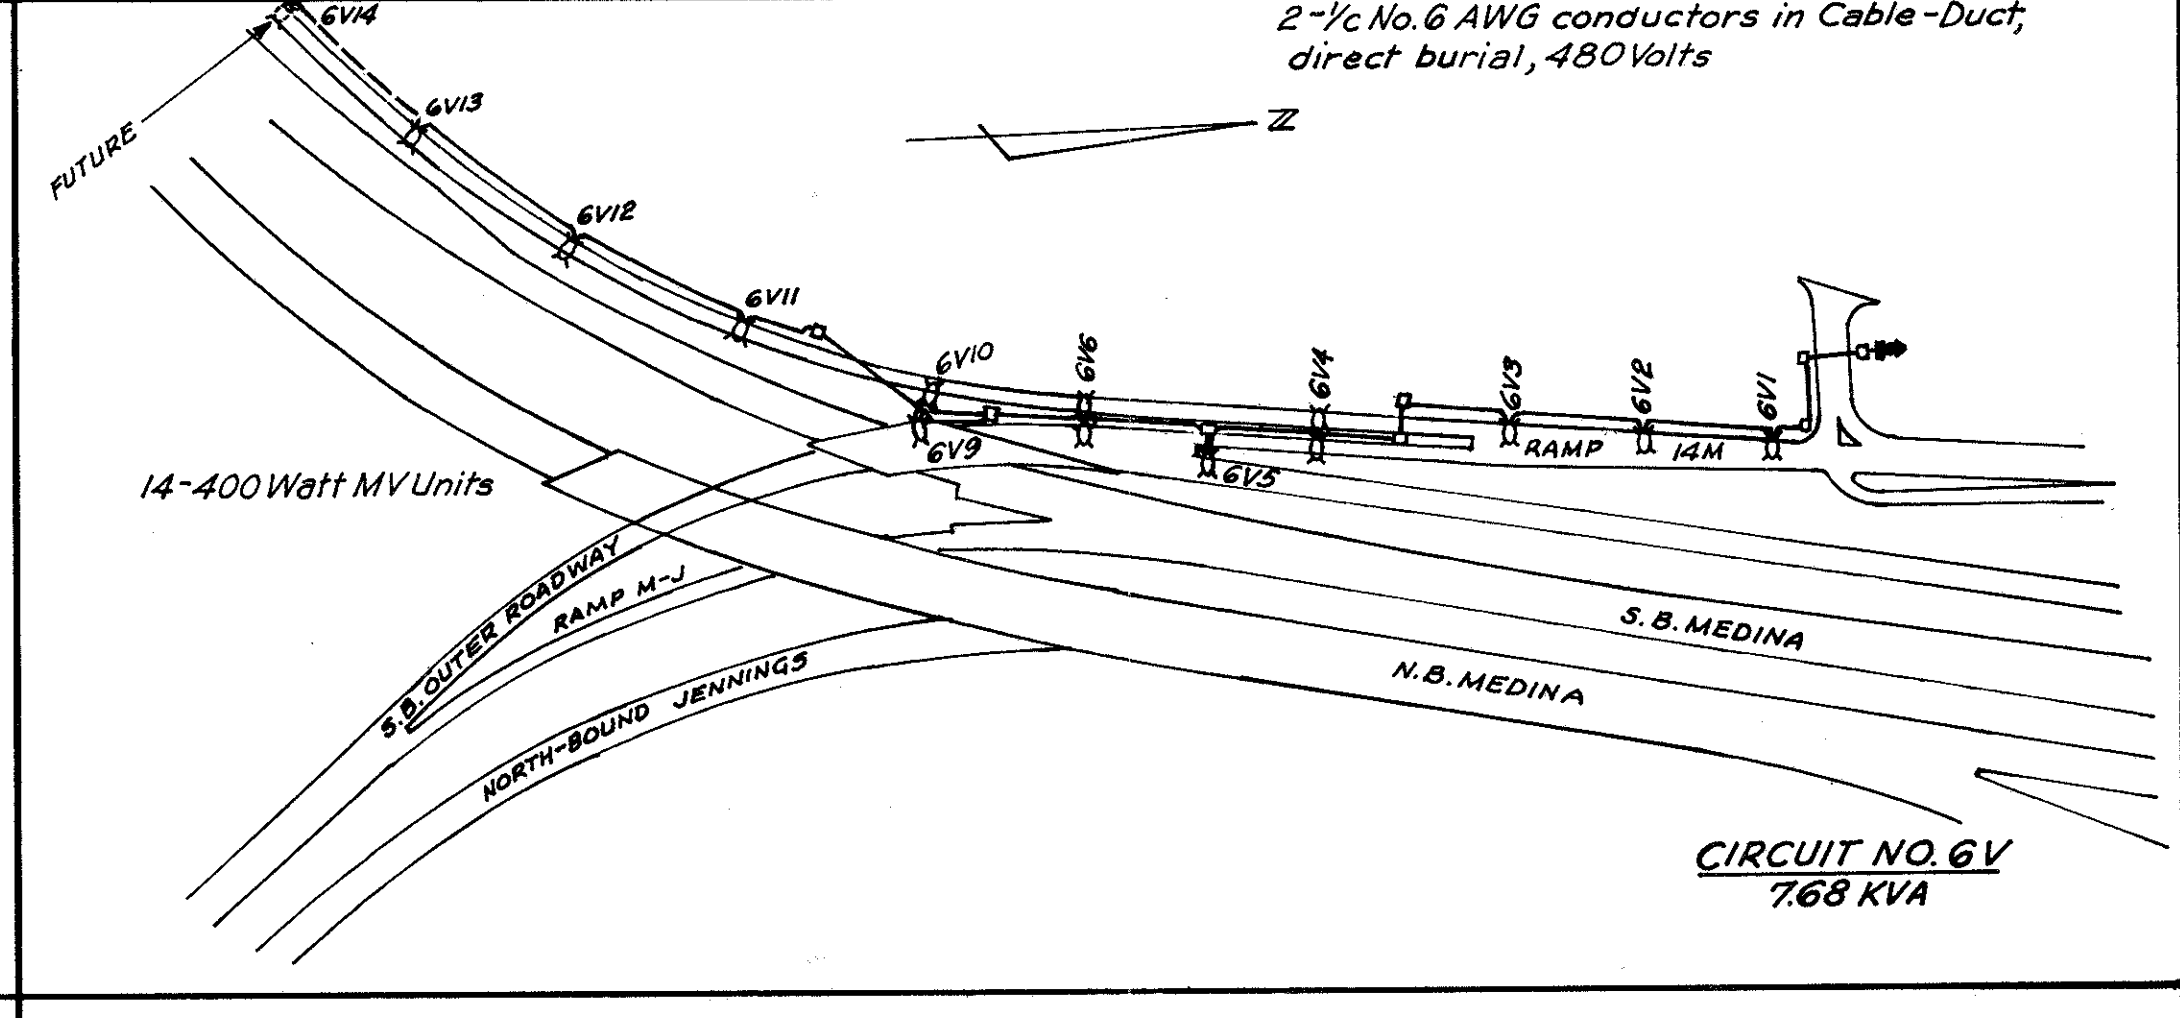 6V14
2-1/c No. 6 AWG conductors in Cable-Duct,
direct burial, 480 Volts
6V13
FUTURE
N
6V12
6V11
6V10
6V6
6V4
6V3
6V2
6V1
6V9
6V5
RAMP 14M
14-400 Watt MV Units
S.B. OUTER ROADWAY
RAMP M-J
NORTH-BOUND JENNINGS
S.B. MEDINA
N.B. MEDINA
CIRCUIT NO. 6V
7.68 KVA